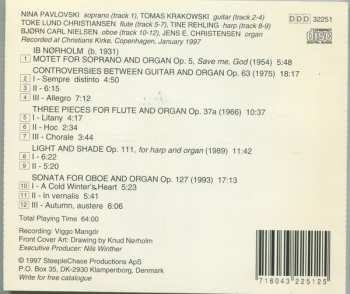 NINA PAVLOVSKI soprano (track 1), TOMAS KRAKOWSKI guitar (track 2-4)
TOKE LUND CHRISTIANSEN flute (track 5-7), TINE REHLING harp (track 8-9)
BJØRN CARL NIELSEN oboe (track 10-12), JENS E. CHRISTENSEN organ
Recorded at Christians Kirke, Copenhagen, January 1997
DDD 32251
COMPACT disc DIGITAL AUDIO
IB NØRHOLM (b. 1931)
1 MOTET FOR SOPRANO AND ORGAN Op. 5, Save me, God (1954) 5:48
CONTROVERSIES BETWEEN GUITAR AND ORGAN Op. 63 (1975) 18:17
2 I - Sempre distinto 4:50
3 II - 6:15
4 III - Allegro 7:12
THREE PIECES FOR FLUTE AND ORGAN Op. 37a (1966) 10:37
5 I - Litany 4:17
6 II - Hoc 2:34
7 III - Chorale 3:44
LIGHT AND SHADE Op. 111, for harp and organ (1989) 11:42
8 I - 6:22
9 II - 5:20
SONATA FOR OBOE AND ORGAN Op. 127 (1993) 17:13
10 I - A Cold Winter's Heart 5:23
11 II - In vernalis 5:41
12 III - Autumn, austere 6:06
Total Playing Time 64:00
Recording: Viggo Mangor
Front Cover Art: Drawing by Knud Nørholm
Executive Producer: Nils Winther
© 1997 SteepleChase Productions ApS
P.O. Box 35, DK-2930 Klampenborg, Denmark
Write for free catalogue
716043225125